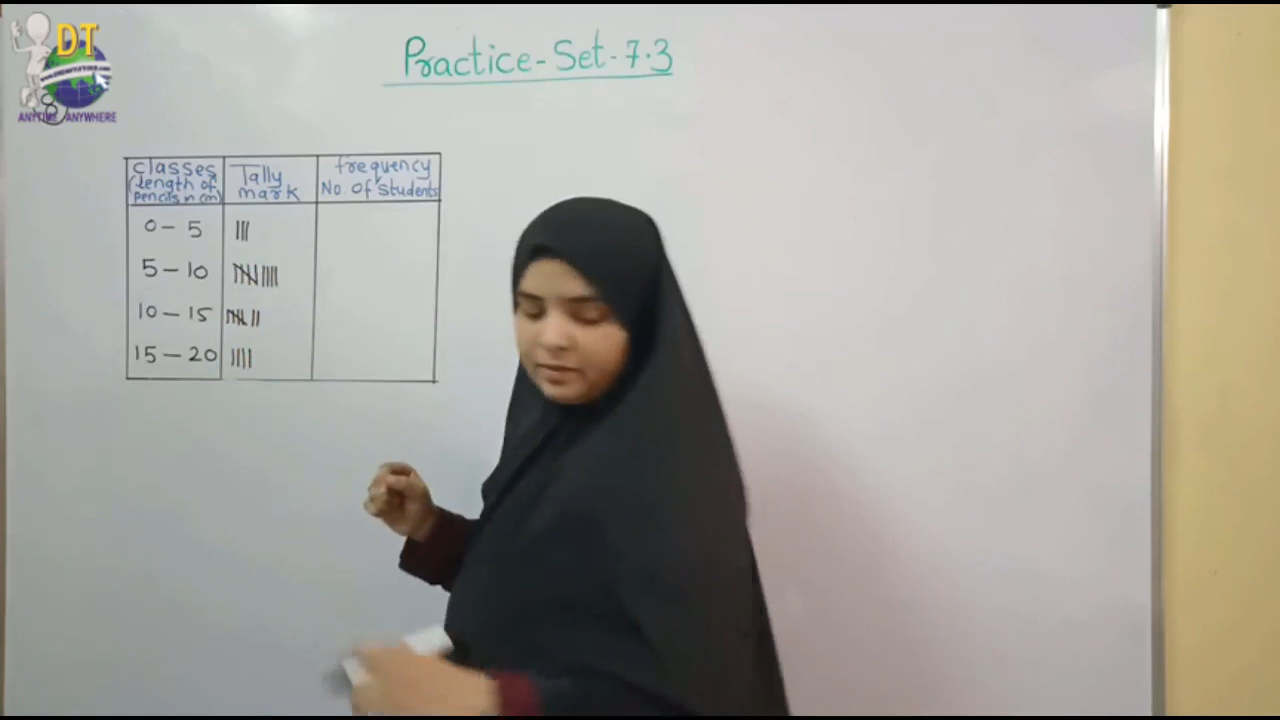 DT
ANYTIME ANYWHERE
Practice-Set-7.3
classes
(length of
Pencils in cm)
Tally
mark
frequency
No. Of students
0 - 5 |||
5 - 10 |||| ||||
10 - 15 |||| ||
15 - 20 ||||